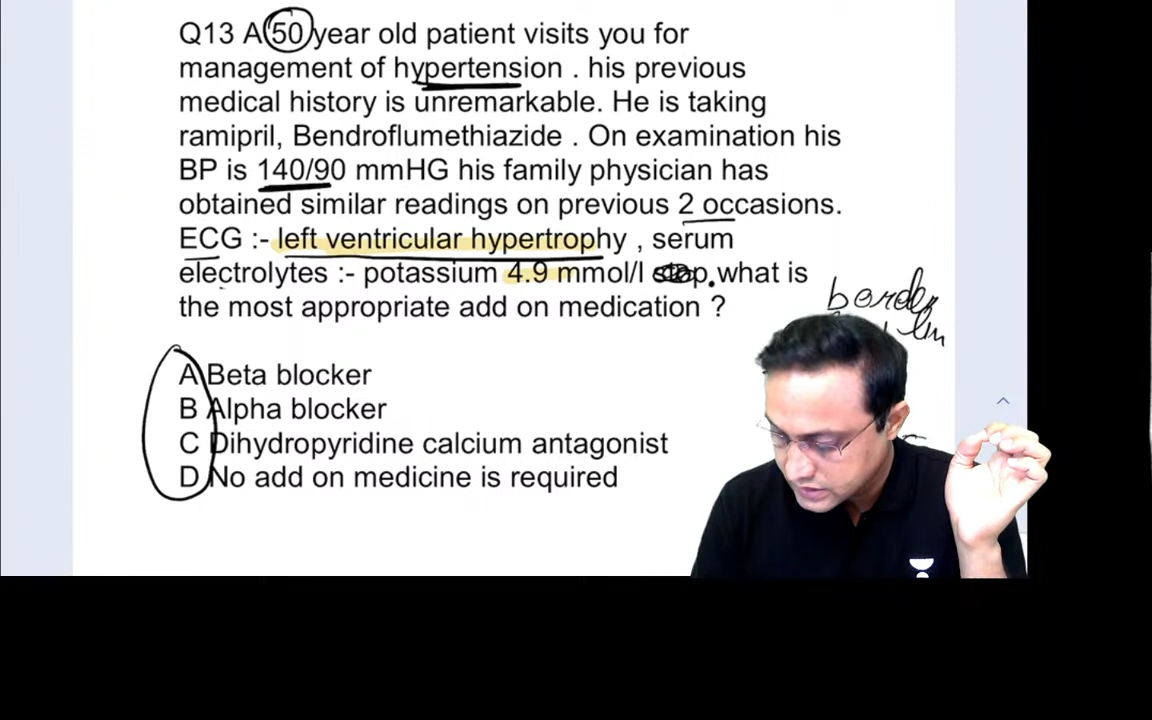 Q13 A 50 year old patient visits you for
management of hypertension . his previous
medical history is unremarkable. He is taking
ramipril, Bendroflumethiazide . On examination his
BP is 140/90 mmHG his family physician has
obtained similar readings on previous 2 occasions.
ECG :- left ventricular hypertrophy , serum
electrolytes :- potassium 4.9 mmol/l what is
the most appropriate add on medication ?
A Beta blocker
B Alpha blocker
C Dihydropyridine calcium antagonist
D No add on medicine is required